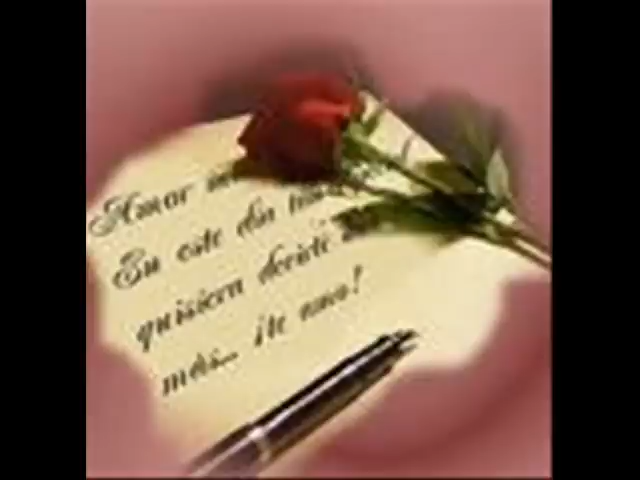 Amor
En este día
quisiera decirte
más... ¡te amo!